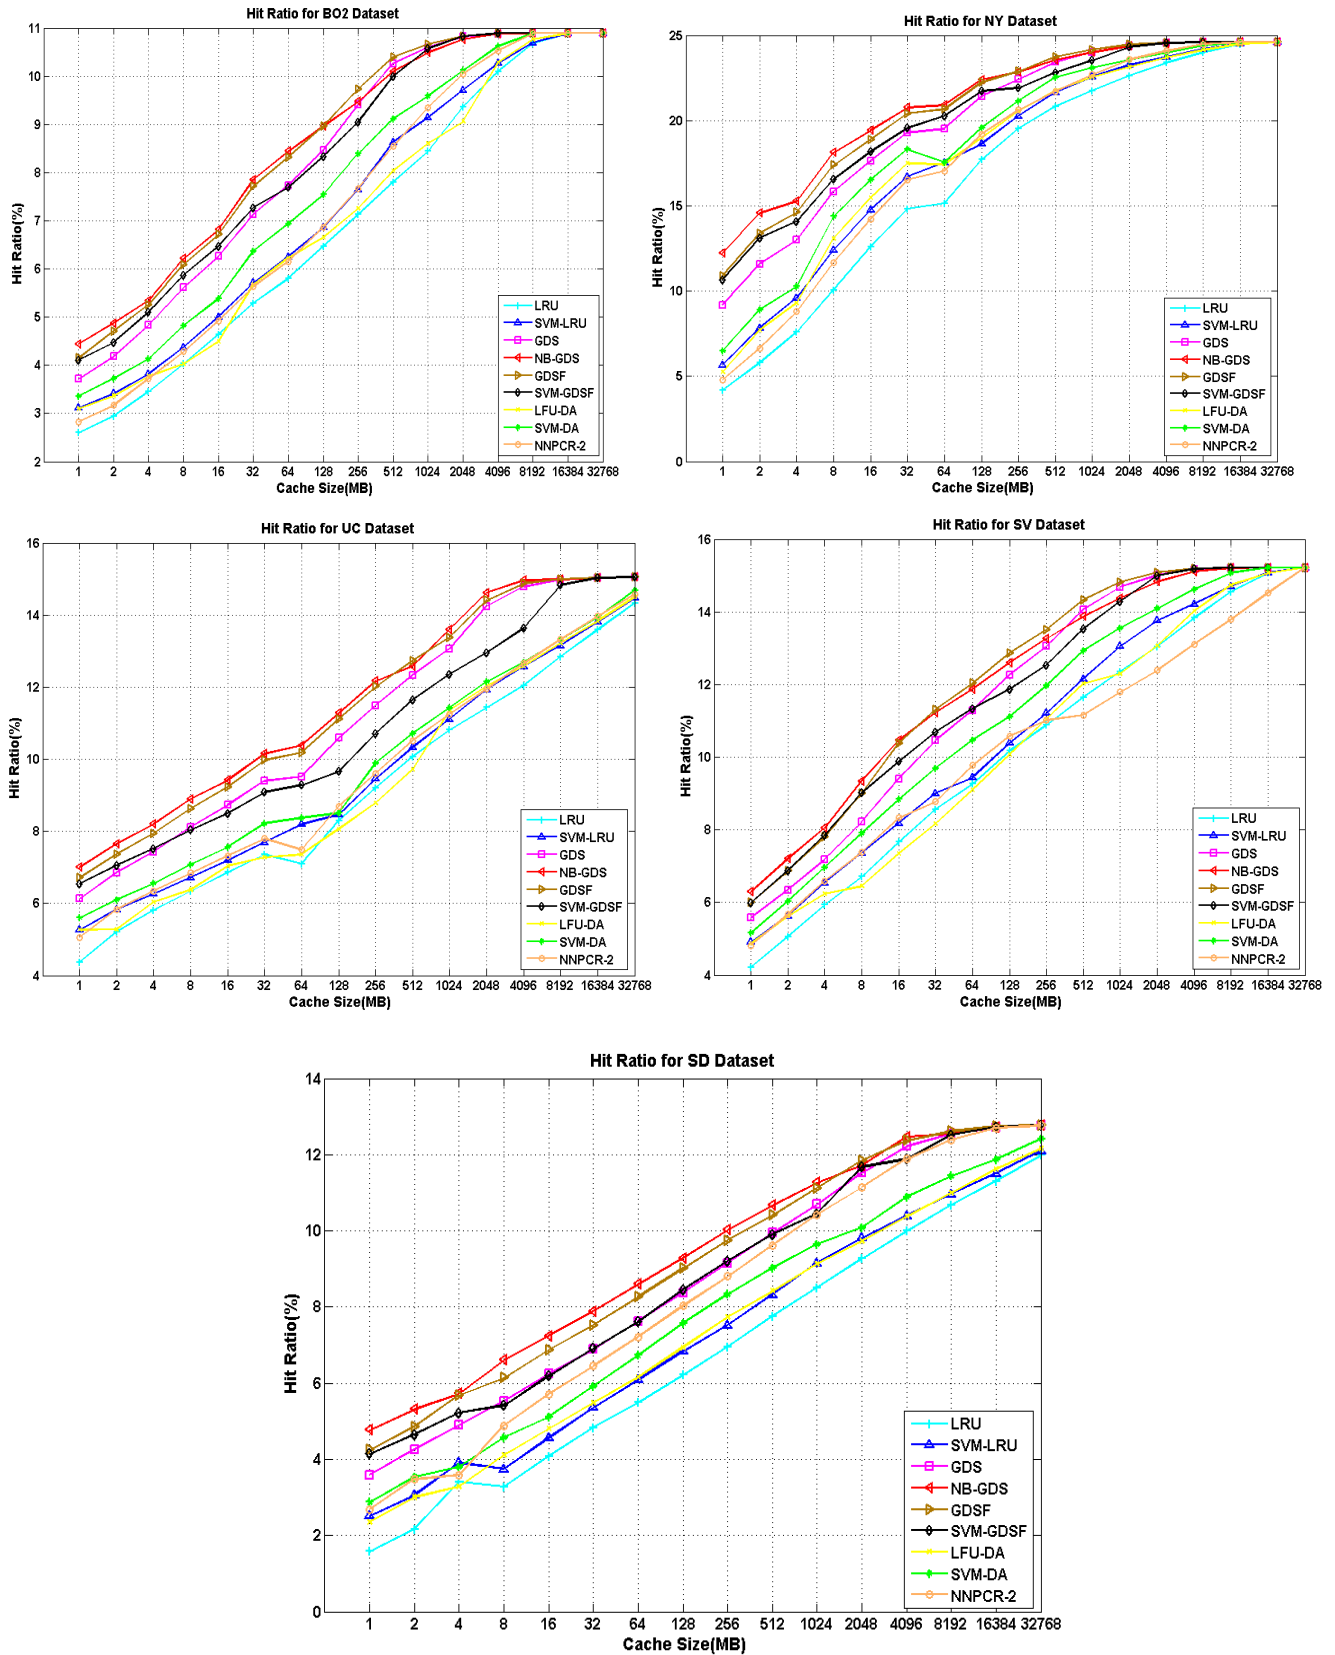 Hit Ratio for BO2 Dataset
Hit Ratio(%)
11
10
9
8
7
6
5
4
3
2
1 2 4 8 16 32 64 128 256 512 1024 2048 4096 8192 16384 32768
Cache Size(MB)
LRU
SVM-LRU
GDS
NB-GDS
GDSF
SVM-GDSF
LFU-DA
SVM-DA
NNPCR-2
Hit Ratio for NY Dataset
Hit Ratio(%)
25
20
15
10
5
0
1 2 4 8 16 32 64 128 256 512 1024 2048 4096 8192 16384 32768
Cache Size(MB)
LRU
SVM-LRU
GDS
NB-GDS
GDSF
SVM-GDSF
LFU-DA
SVM-DA
NNPCR-2
Hit Ratio for UC Dataset
Hit Ratio(%)
16
14
12
10
8
6
4
1 2 4 8 16 32 64 128 256 512 1024 2048 4096 8192 16384 32768
Cache Size(MB)
LRU
SVM-LRU
GDS
NB-GDS
GDSF
SVM-GDSF
LFU-DA
SVM-DA
NNPCR-2
Hit Ratio for SV Dataset
Hit Ratio(%)
16
14
12
10
8
6
4
1 2 4 8 16 32 64 128 256 512 1024 2048 4096 8192 16384 32768
Cache Size(MB)
LRU
SVM-LRU
GDS
NB-GDS
GDSF
SVM-GDSF
LFU-DA
SVM-DA
NNPCR-2
Hit Ratio for SD Dataset
Hit Ratio(%)
14
12
10
8
6
4
2
0
1 2 4 8 16 32 64 128 256 512 1024 2048 4096 8192 16384 32768
Cache Size(MB)
LRU
SVM-LRU
GDS
NB-GDS
GDSF
SVM-GDSF
LFU-DA
SVM-DA
NNPCR-2